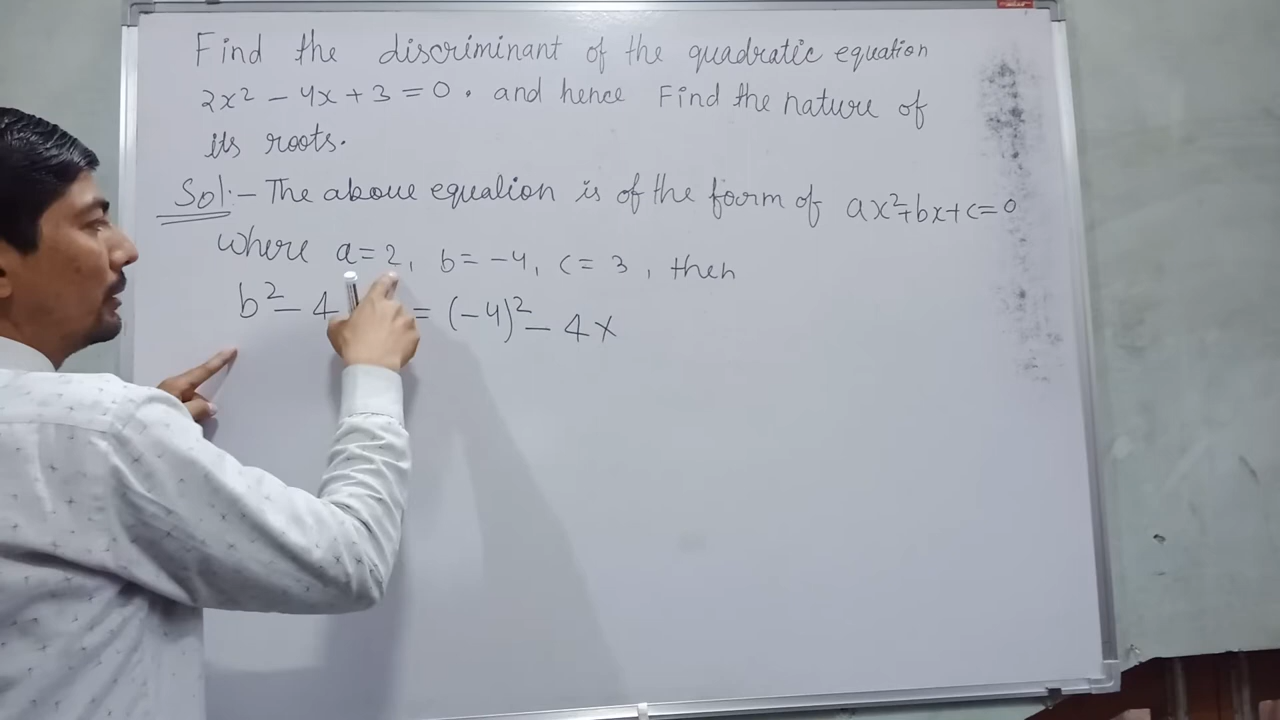 Find the discriminant of the quadratic equation
2x² - 4x + 3 = 0. and hence Find the nature of
its roots.
Sol:- The above equation is of the form of ax²+bx+c=0
where a=2, b=-4, c=3, then
b² - 4 = (-4)² - 4×